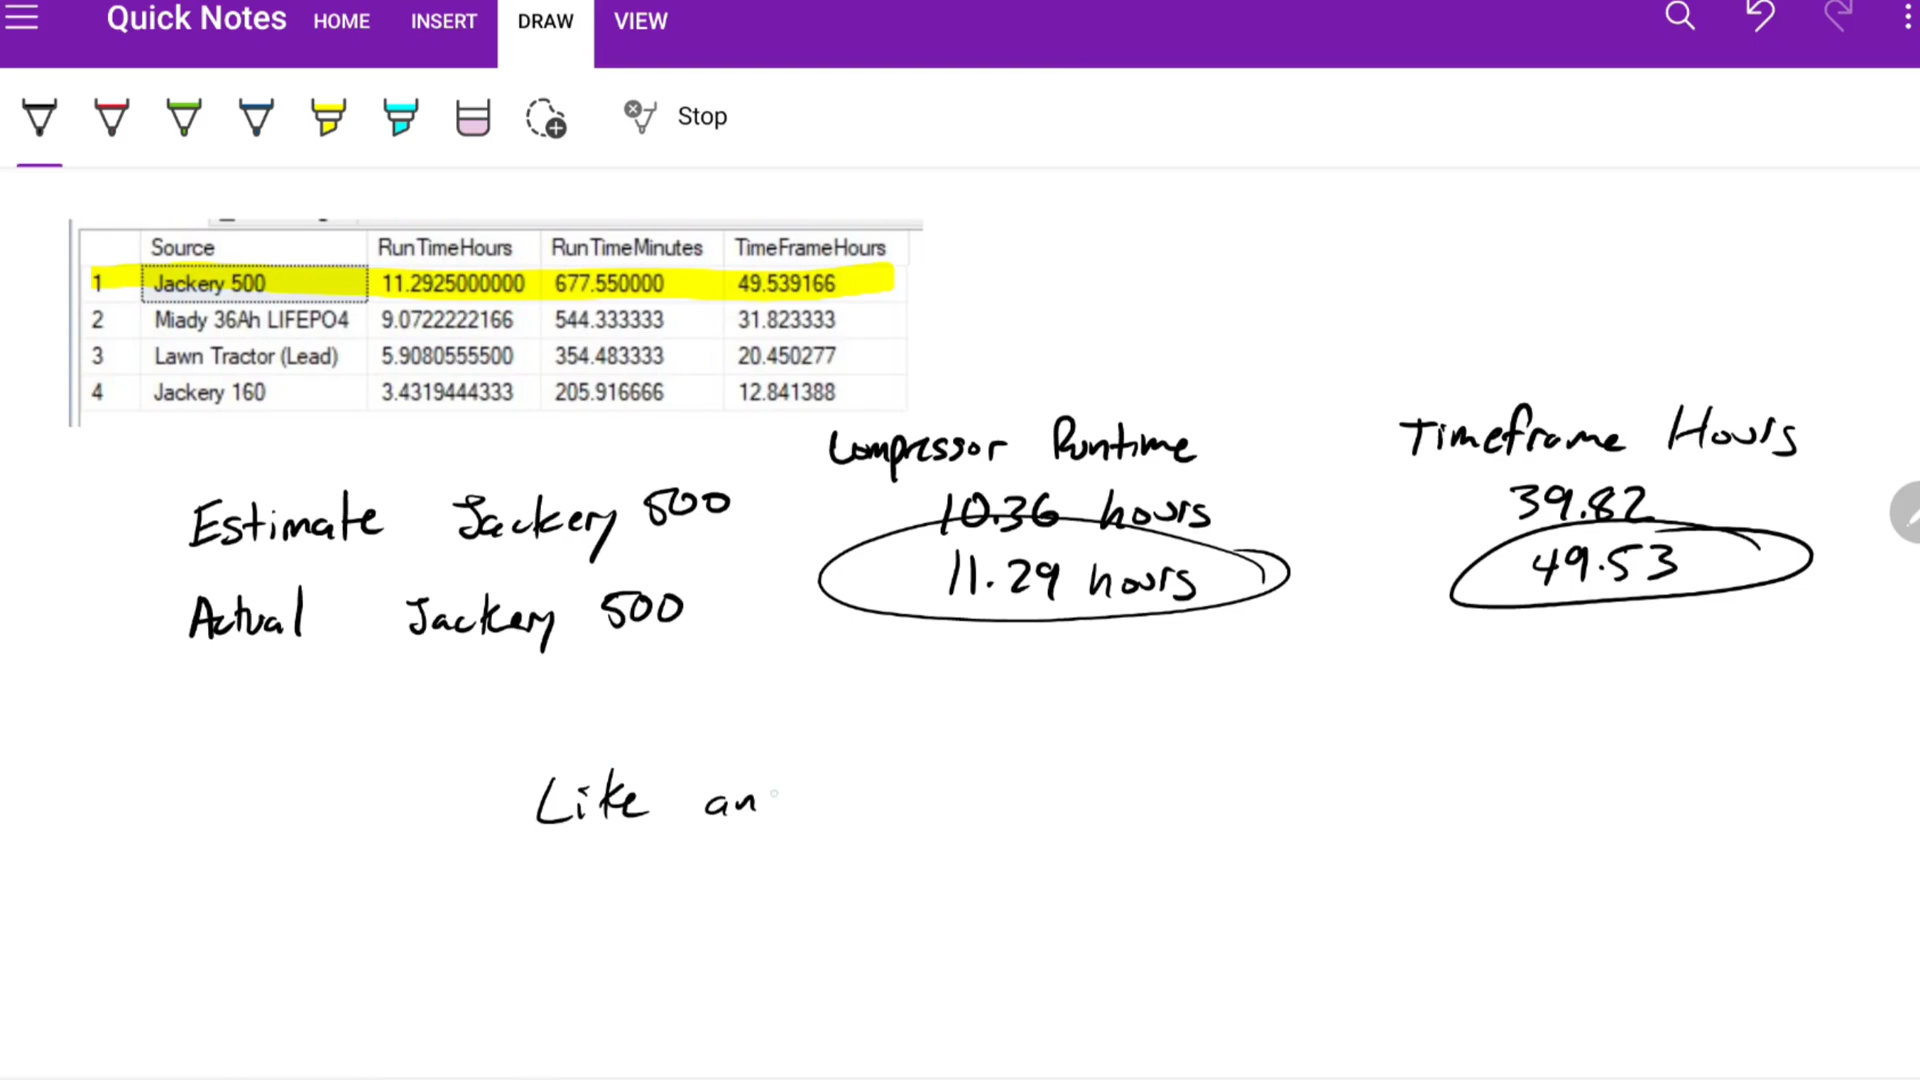 Quick Notes HOME INSERT DRAW VIEW
Stop
Source RunTimeHours RunTimeMinutes TimeFrameHours
1 Jackery 500 11.2925000000 677.550000 49.539166
2 Miady 36Ah LIFEPO4 9.0722222166 544.333333 31.823333
3 Lawn Tractor (Lead) 5.9080555500 354.483333 20.450277
4 Jackery 160 3.4319444333 205.916666 12.841388
Compressor Runtime Timeframe Hours
Estimate Jackery 500 10.36 hours 39.82
Actual Jackery 500 11.29 hours 49.53
Like an